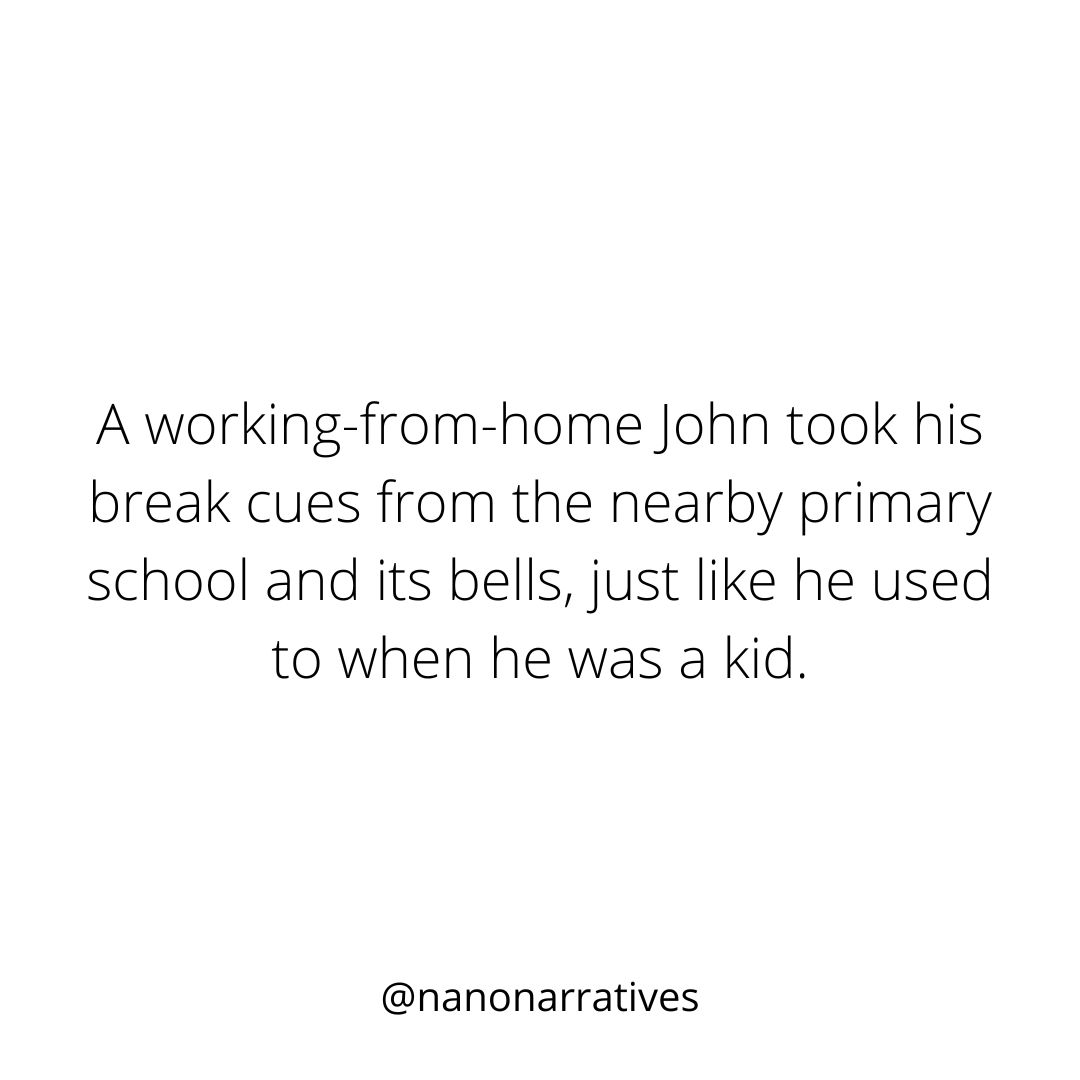 A working-from-home John took his
break cues from the nearby primary
school and its bells, just like he used
to when he was a kid.
@nanonarratives